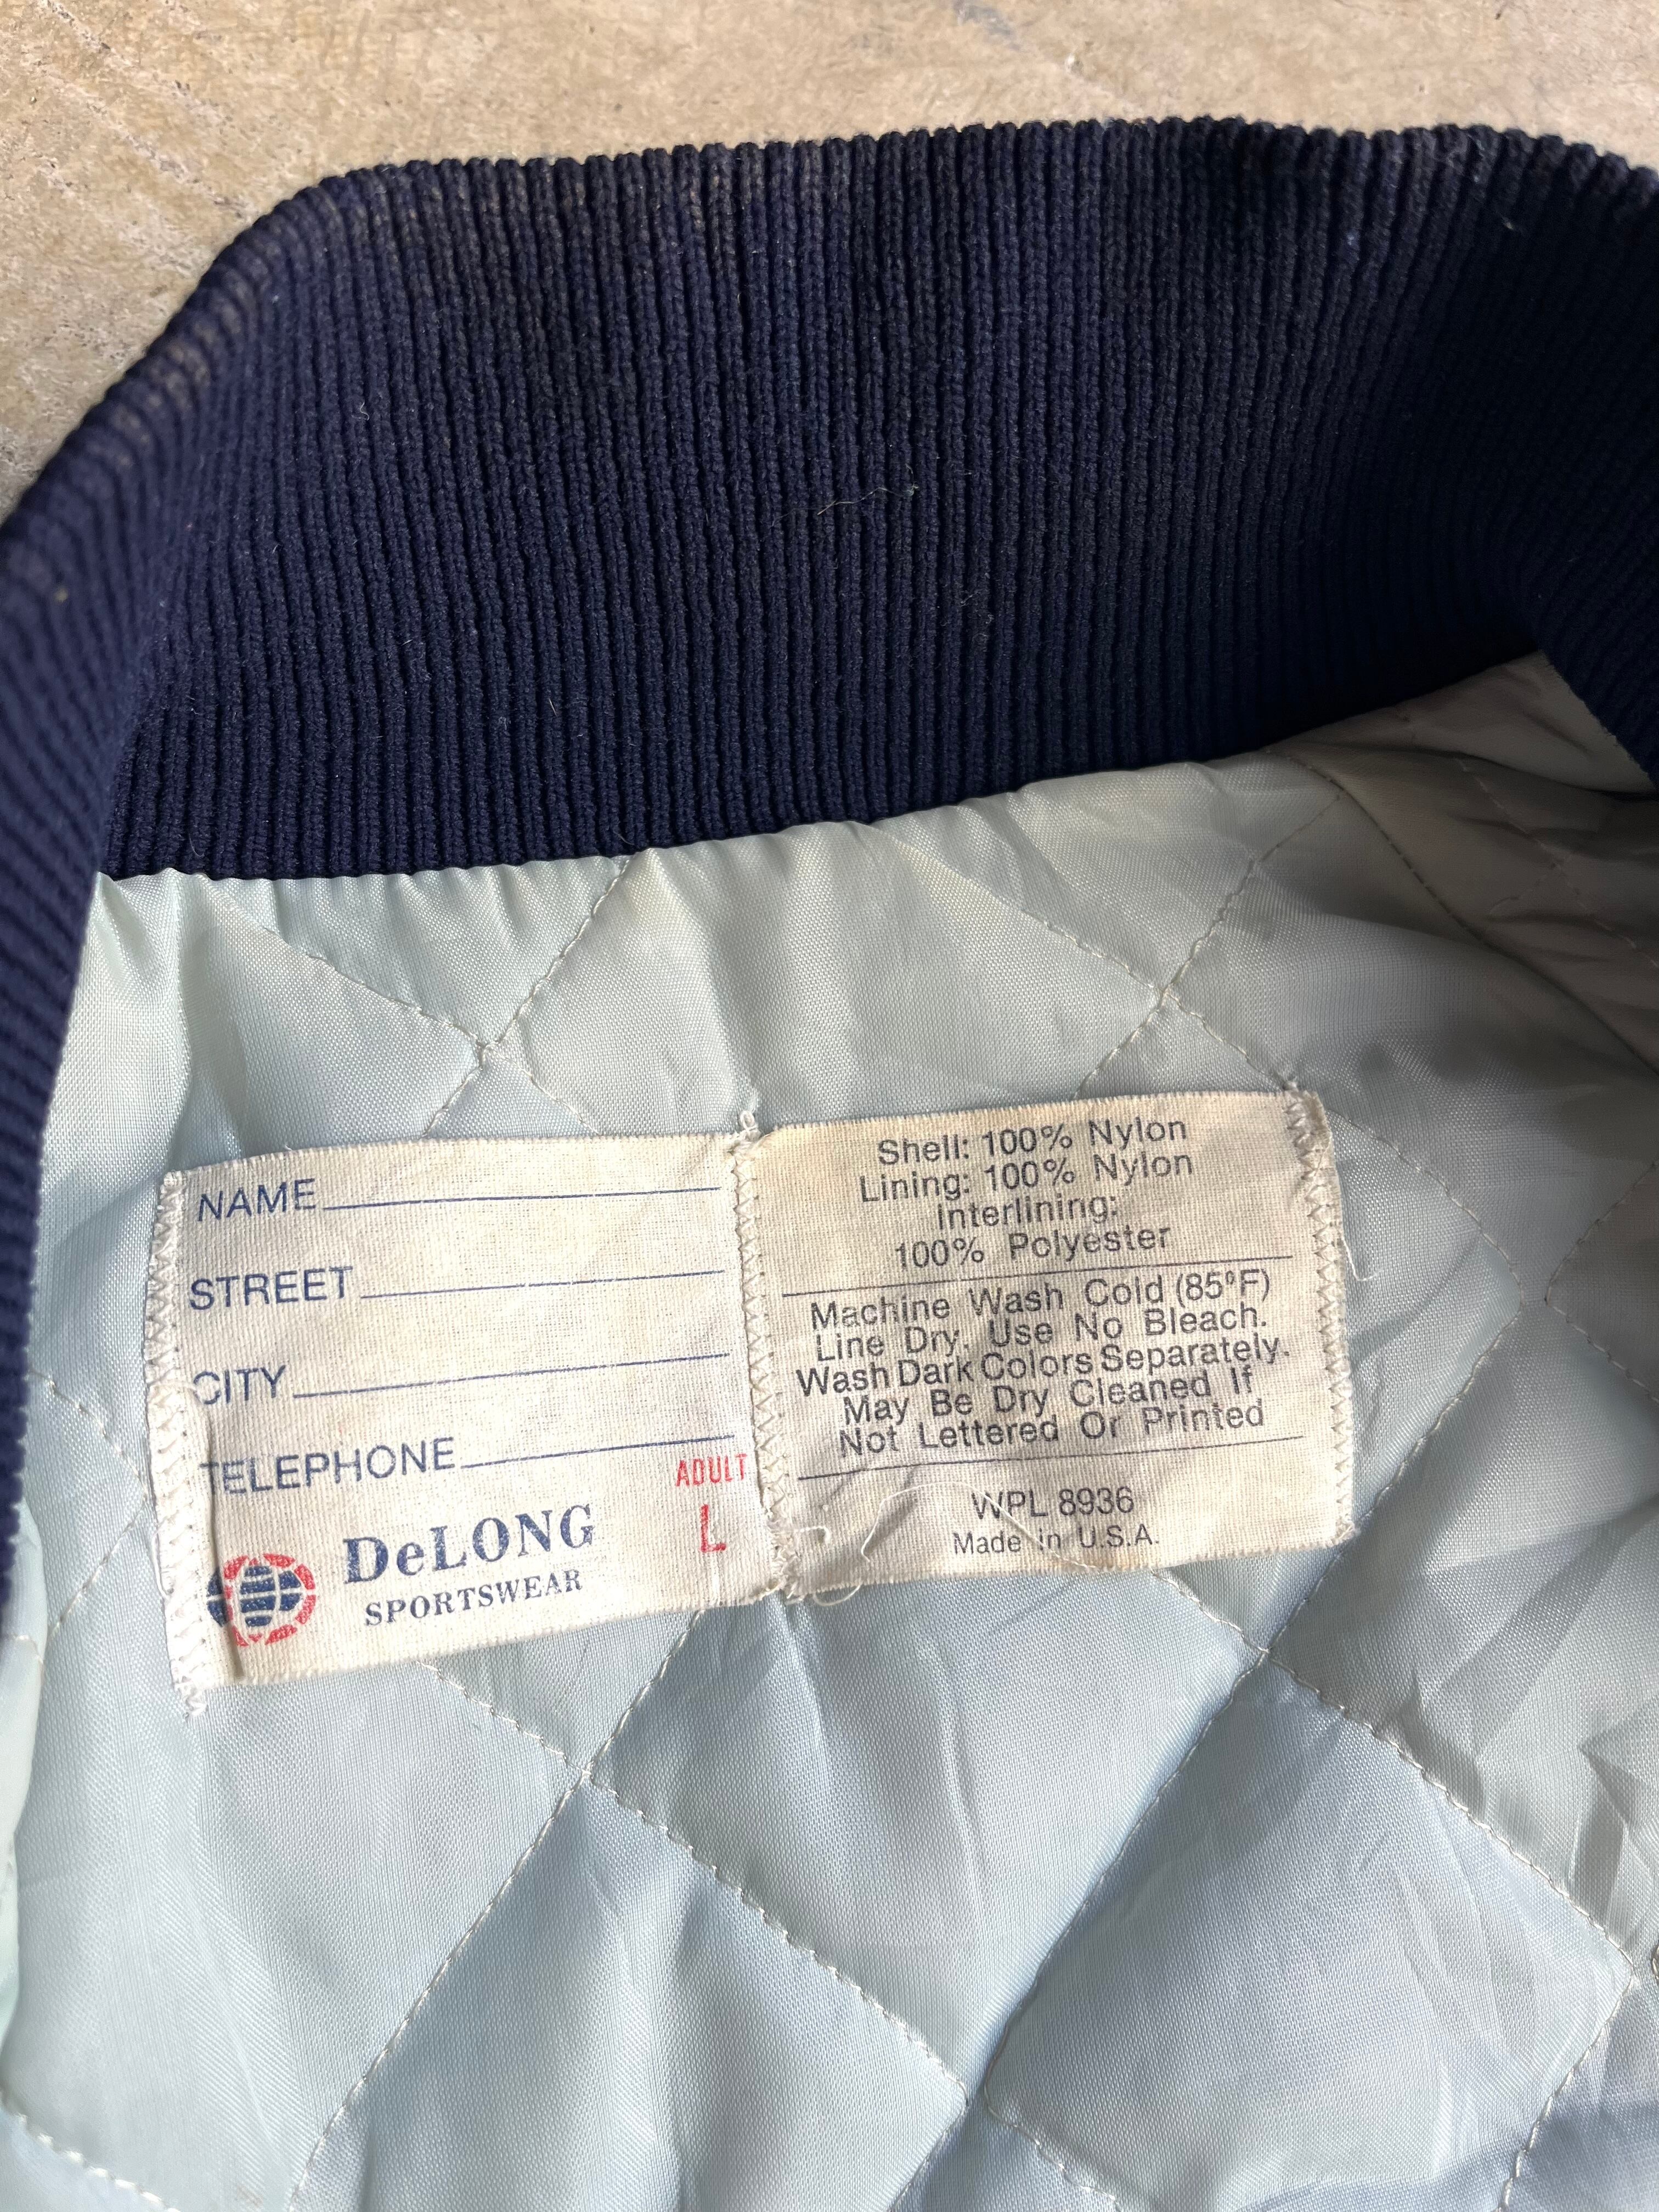 NAME
STREET
CITY
TELEPHONE
ADULT
L
DeLONG
SPORTSWEAR
Shell: 100% Nylon
Lining: 100% Nylon
Interlining:
100% Polyester
Machine Wash Cold (85°F)
Line Dry. Use No Bleach.
Wash Dark Colors Separately.
May Be Dry Cleaned If
Not Lettered Or Printed
WPL 8936
Made in U.S.A.